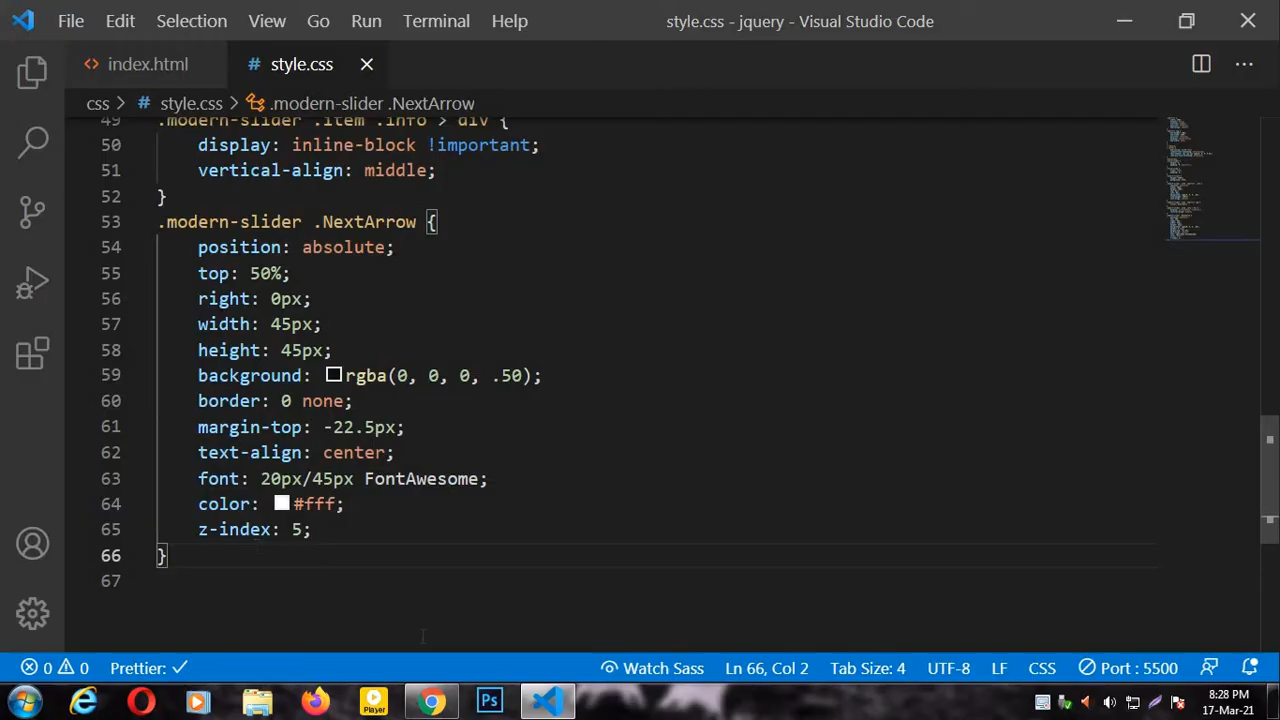 File Edit Selection View Go Run Terminal Help style.css - jquery - Visual Studio Code
<> index.html # style.css
css > # style.css > .modern-slider .NextArrow
49 .modern-slider .item .info > div {
50 display: inline-block !important;
51 vertical-align: middle;
52 }
53 .modern-slider .NextArrow {
54 position: absolute;
55 top: 50%;
56 right: 0px;
57 width: 45px;
58 height: 45px;
59 background: rgba(0, 0, 0, .50);
60 border: 0 none;
61 margin-top: -22.5px;
62 text-align: center;
63 font: 20px/45px FontAwesome;
64 color: #fff;
65 z-index: 5;
66 }
67
0 0 Prettier: ✓ Watch Sass Ln 66, Col 2 Tab Size: 4 UTF-8 LF CSS Port : 5500
Player Ps 8:28 PM
17-Mar-21